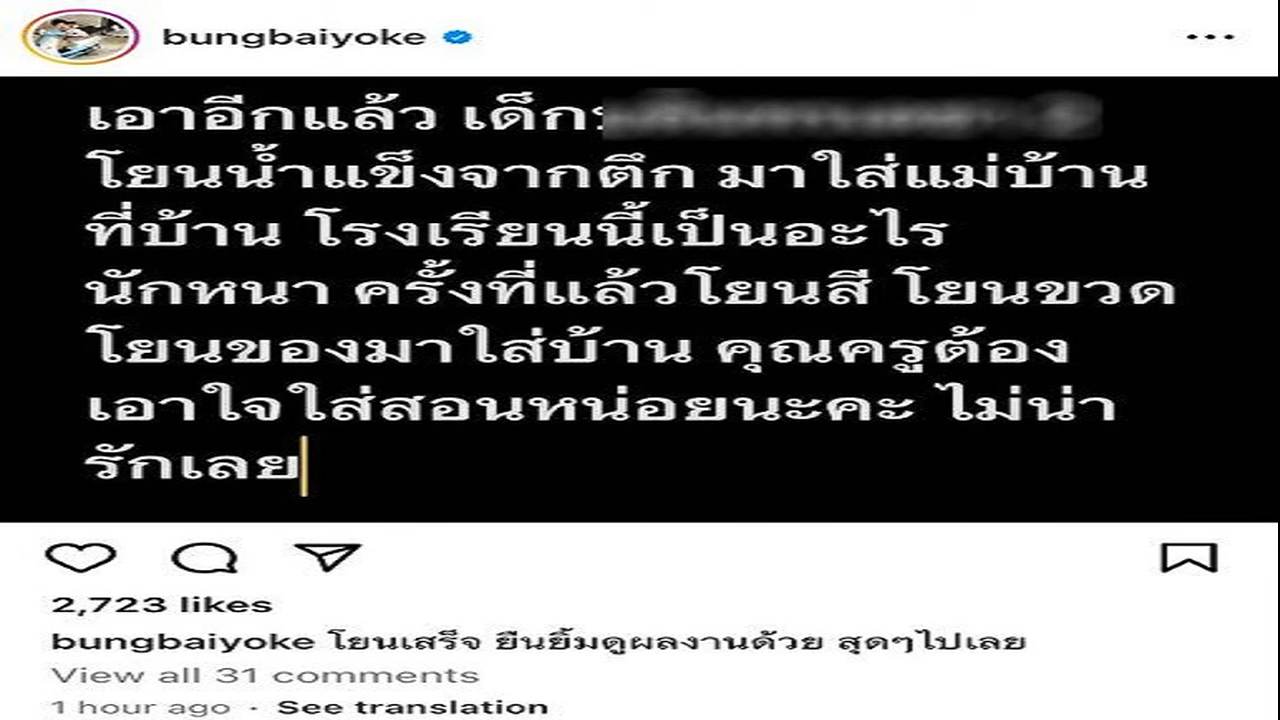 bungbaiyoke
เอาอีกแล้ว เด็ก
โยนน้ำแข็งจากตึก มาใส่แม่บ้าน
ที่บ้าน โรงเรียนนี้เป็นอะไร
นักหนา ครั้งที่แล้วโยนสี โยนขวด
โยนของมาใส่บ้าน คุณครูต้อง
เอาใจใส่สอนหน่อยนะคะ ไม่น่า
รักเลย
2,723 likes
bungbaiyoke โยนเสร็จ ยืนยิ้มดูผลงานด้วย สุดๆไปเลย
View all 31 comments
1 hour ago · See translation